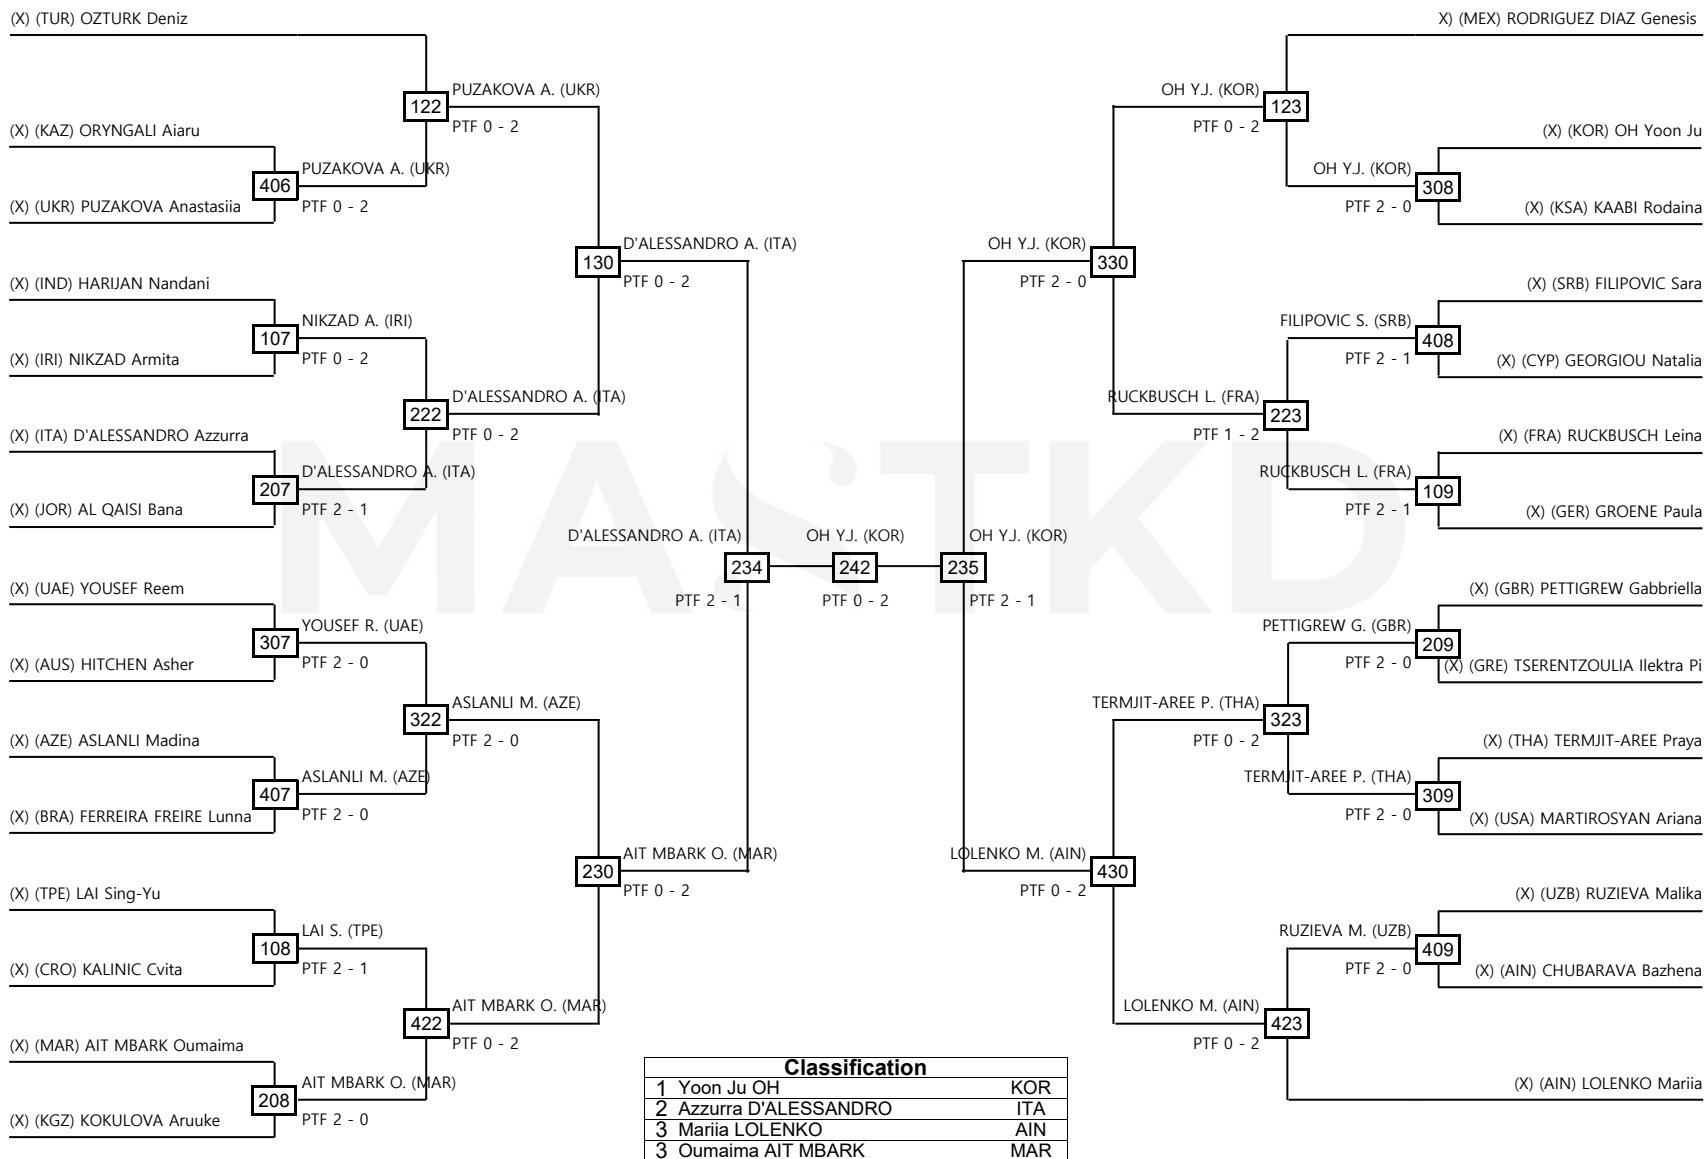 (X) (TUR) OZTURK Deniz
X) (MEX) RODRIGUEZ DIAZ Genesis
PUZAKOVA A. (UKR)
122
PTF 0 - 2
OH Y.J. (KOR)
123
PTF 0 - 2
(X) (KAZ) ORYNGALI Aiaru
PUZAKOVA A. (UKR)
406
(X) (UKR) PUZAKOVA Anastasiia
PTF 0 - 2
(X) (KOR) OH Yoon Ju
OH Y.J. (KOR)
308
PTF 2 - 0
(X) (KSA) KAABI Rodaina
D'ALESSANDRO A. (ITA)
130
PTF 0 - 2
OH Y.J. (KOR)
330
PTF 2 - 0
(X) (IND) HARIJAN Nandani
NIKZAD A. (IRI)
107
(X) (IRI) NIKZAD Armita
PTF 0 - 2
(X) (SRB) FILIPOVIC Sara
FILIPOVIC S. (SRB)
408
PTF 2 - 1
(X) (CYP) GEORGIOU Natalia
D'ALESSANDRO A. (ITA)
222
PTF 0 - 2
RUCKBUSCH L. (FRA)
223
PTF 1 - 2
(X) (ITA) D'ALESSANDRO Azzurra
D'ALESSANDRO A. (ITA)
207
(X) (JOR) AL QAISI Bana
PTF 2 - 1
(X) (FRA) RUCKBUSCH Leina
RUCKBUSCH L. (FRA)
109
PTF 2 - 1
(X) (GER) GROENE Paula
MASTKD
D'ALESSANDRO A. (ITA)
234
PTF 2 - 1
OH Y.J. (KOR)
242
PTF 0 - 2
OH Y.J. (KOR)
235
PTF 2 - 1
(X) (UAE) YOUSEF Reem
YOUSEF R. (UAE)
307
(X) (AUS) HITCHEN Asher
PTF 2 - 0
(X) (GBR) PETTIGREW Gabbriella
PETTIGREW G. (GBR)
209
PTF 2 - 0
(X) (GRE) TSERENTZOULIA Ilektra Pi
ASLANLI M. (AZE)
322
PTF 2 - 0
TERMJIT-AREE P. (THA)
323
PTF 0 - 2
(X) (AZE) ASLANLI Madina
ASLANLI M. (AZE)
407
(X) (BRA) FERREIRA FREIRE Lunna
PTF 2 - 0
(X) (THA) TERMJIT-AREE Praya
TERMJIT-AREE P. (THA)
309
PTF 2 - 0
(X) (USA) MARTIROSYAN Ariana
AIT MBARK O. (MAR)
230
PTF 0 - 2
LOLENKO M. (AIN)
430
PTF 0 - 2
(X) (TPE) LAI Sing-Yu
LAI S. (TPE)
108
(X) (CRO) KALINIC Cvita
PTF 2 - 1
(X) (UZB) RUZIEVA Malika
RUZIEVA M. (UZB)
409
PTF 2 - 0
(X) (AIN) CHUBARAVA Bazhena
AIT MBARK O. (MAR)
422
PTF 0 - 2
LOLENKO M. (AIN)
423
PTF 0 - 2
(X) (MAR) AIT MBARK Oumaima
AIT MBARK O. (MAR)
208
(X) (KGZ) KOKULOVA Aruuke
PTF 2 - 0
(X) (AIN) LOLENKO Mariia
Classification
1 Yoon Ju OH KOR
2 Azzurra D'ALESSANDRO ITA
3 Mariia LOLENKO AIN
3 Oumaima AIT MBARK MAR